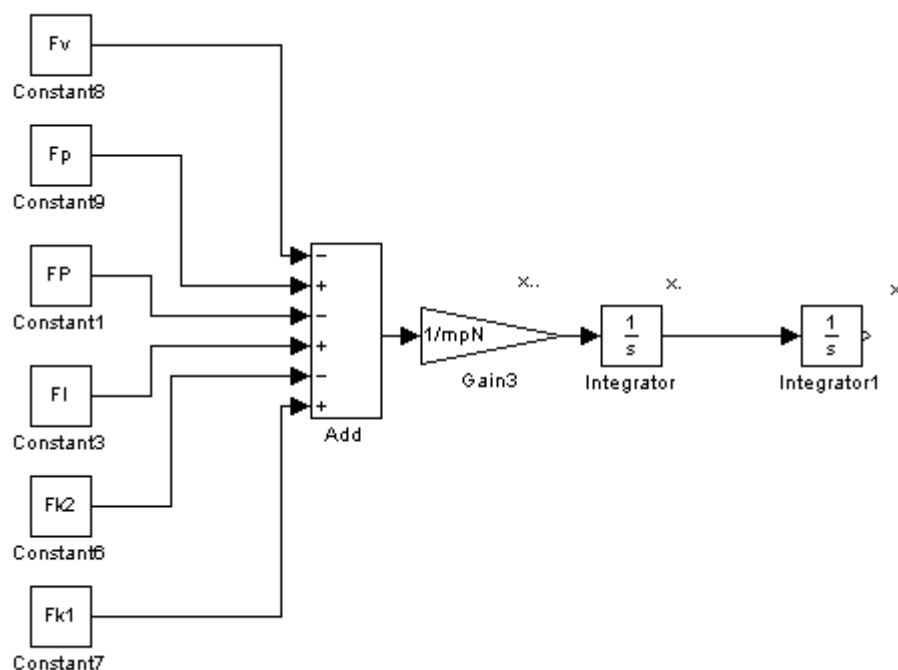 Fv
Constant8
Fp
Constant9
FP
Constant1
Fl
Constant3
Fk2
Constant6
Fk1
Constant7
−
+
−
+
−
+
Add
1/mpN
Gain3
x..
1
s
Integrator
x.
1
s
Integrator1
x